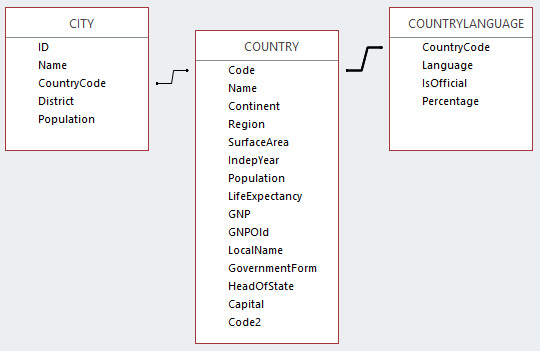 CITY
ID
Name
CountryCode
District
Population
COUNTRY
Code
Name
Continent
Region
SurfaceArea
IndepYear
Population
LifeExpectancy
GNP
GNPOld
LocalName
GovernmentForm
HeadOfState
Capital
Code2
COUNTRYLANGUAGE
CountryCode
Language
IsOfficial
Percentage